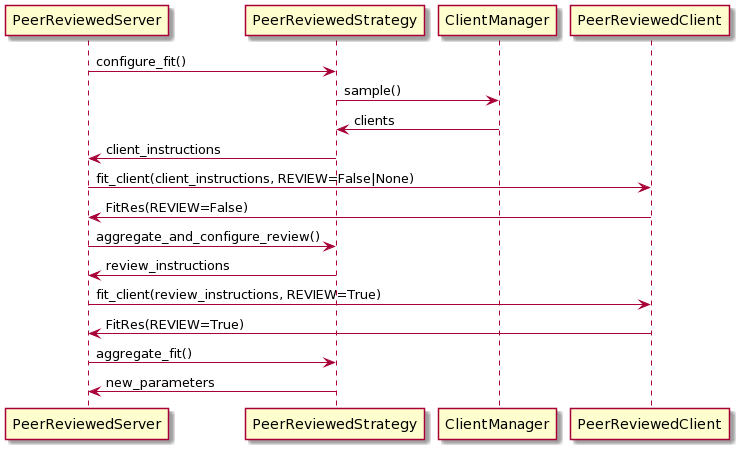 PeerReviewedServer PeerReviewedStrategy ClientManager PeerReviewedClient
configure_fit()
sample()
clients
client_instructions
fit_client(client_instructions, REVIEW=False|None)
FitRes(REVIEW=False)
aggregate_and_configure_review()
review_instructions
fit_client(review_instructions, REVIEW=True)
FitRes(REVIEW=True)
aggregate_fit()
new_parameters
PeerReviewedServer PeerReviewedStrategy ClientManager PeerReviewedClient